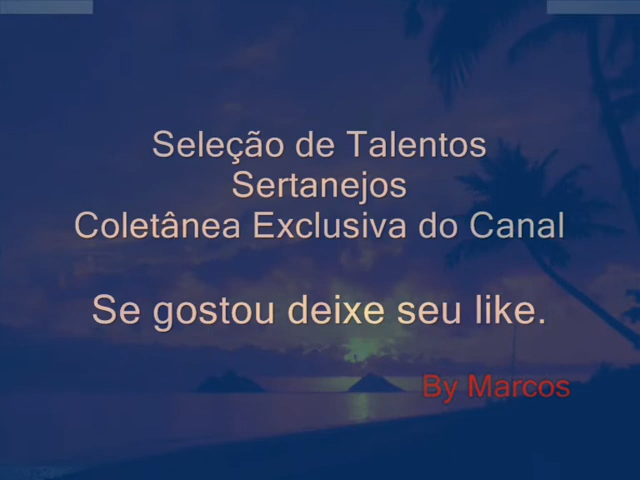 Seleção de Talentos
Sertanejos
Coletânea Exclusiva do Canal
Se gostou deixe seu like.
By Marcos